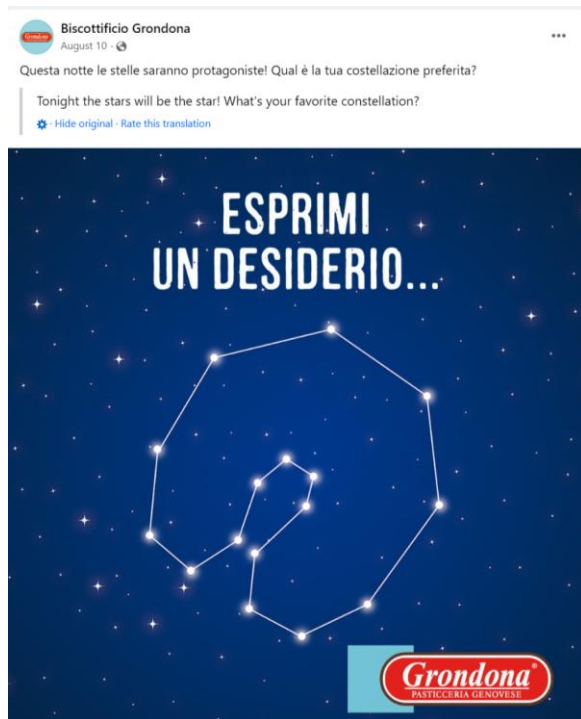 Biscottificio Grondona
August 10 ·
Questa notte le stelle saranno protagoniste! Qual è la tua costellazione preferita?
Tonight the stars will be the star! What's your favorite constellation?
· Hide original · Rate this translation
ESPRIMI
UN DESIDERIO...
Grondona®
PASTICCERIA GENOVESE